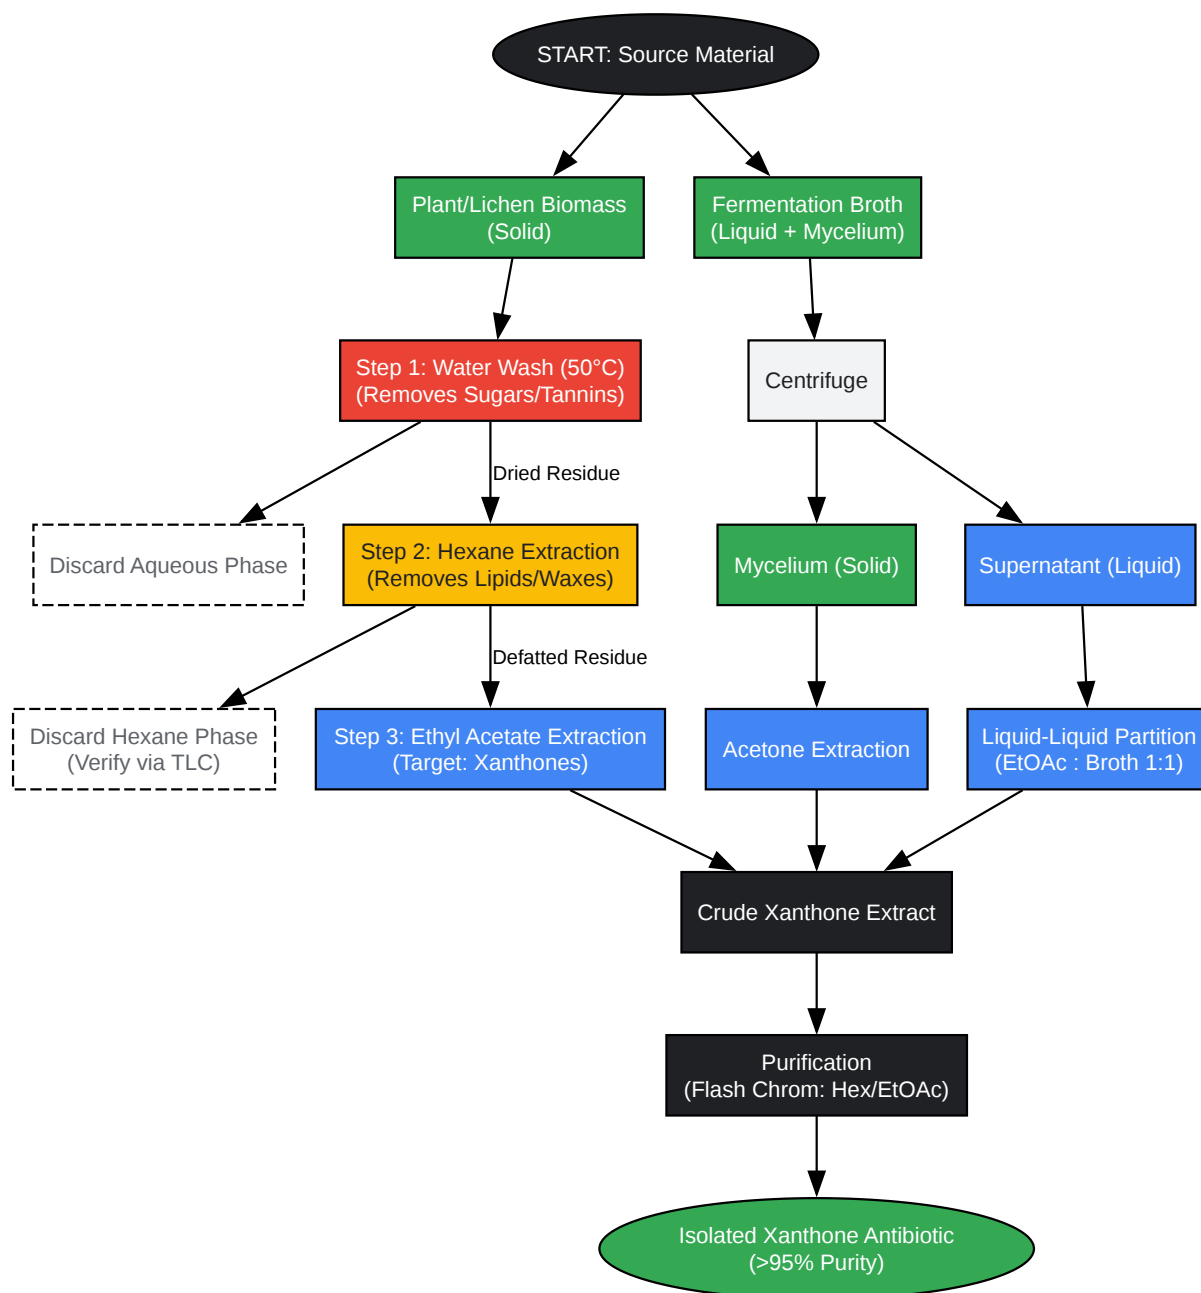 START: Source Material
Plant/Lichen Biomass
(Solid)
Fermentation Broth
(Liquid + Mycelium)
Step 1: Water Wash (50°C)
(Removes Sugars/Tannins)
Centrifuge
Dried Residue
Discard Aqueous Phase
Step 2: Hexane Extraction
(Removes Lipids/Waxes)
Mycelium (Solid)
Supernatant (Liquid)
Defatted Residue
Discard Hexane Phase
(Verify via TLC)
Step 3: Ethyl Acetate Extraction
(Target: Xanthones)
Acetone Extraction
Liquid-Liquid Partition
(EtOAc : Broth 1:1)
Crude Xanthone Extract
Purification
(Flash Chrom: Hex/EtOAc)
Isolated Xanthone Antibiotic
(>95% Purity)